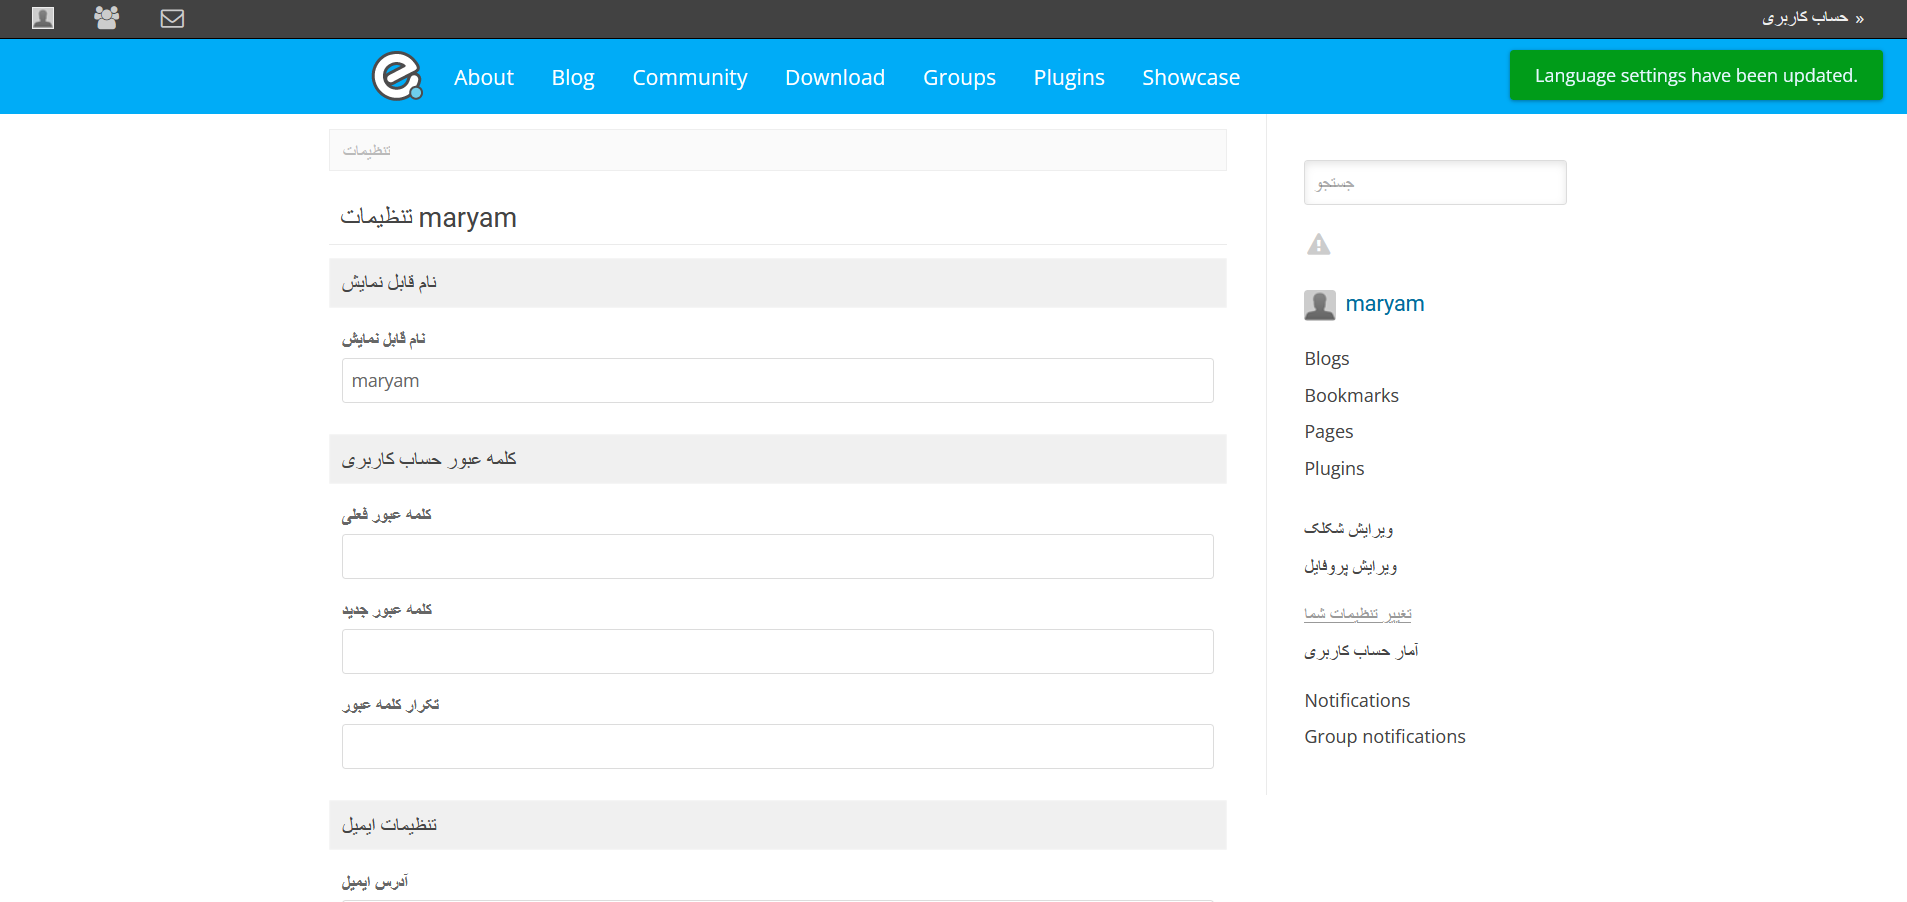 حساب کاربری »
About Blog Community Download Groups Plugins Showcase
Language settings have been updated.
تنظیمات
تنظیمات maryam
نام قابل نمایش
نام قابل نمایش
maryam
کلمه عبور حساب کاربری
کلمه عبور فعلی
کلمه عبور جدید
تکرار کلمه عبور
تنظیمات ایمیل
آدرس ایمیل
جستجو
maryam
Blogs
Bookmarks
Pages
Plugins
ویرایش شکلک
ویرایش پروفایل
تغییر تنظیمات شما
آمار حساب کاربری
Notifications
Group notifications